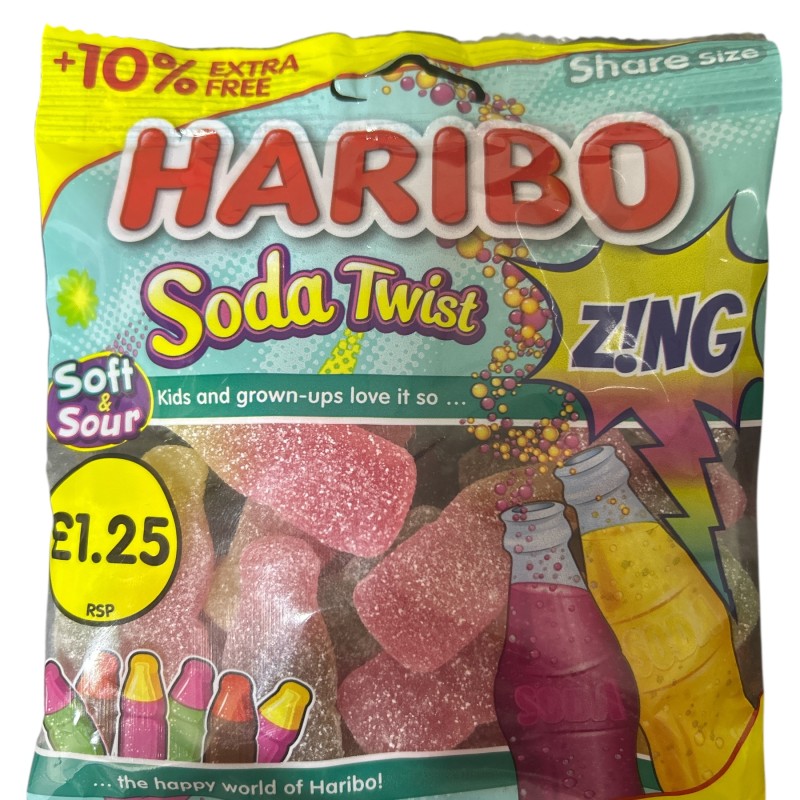 +10% EXTRA
FREE
Share Size
HARIBO
Soda Twist
Z!NG
Soft
&
Sour
Kids and grown-ups love it so ...
£1.25
RSP
SODA
... the happy world of Haribo!